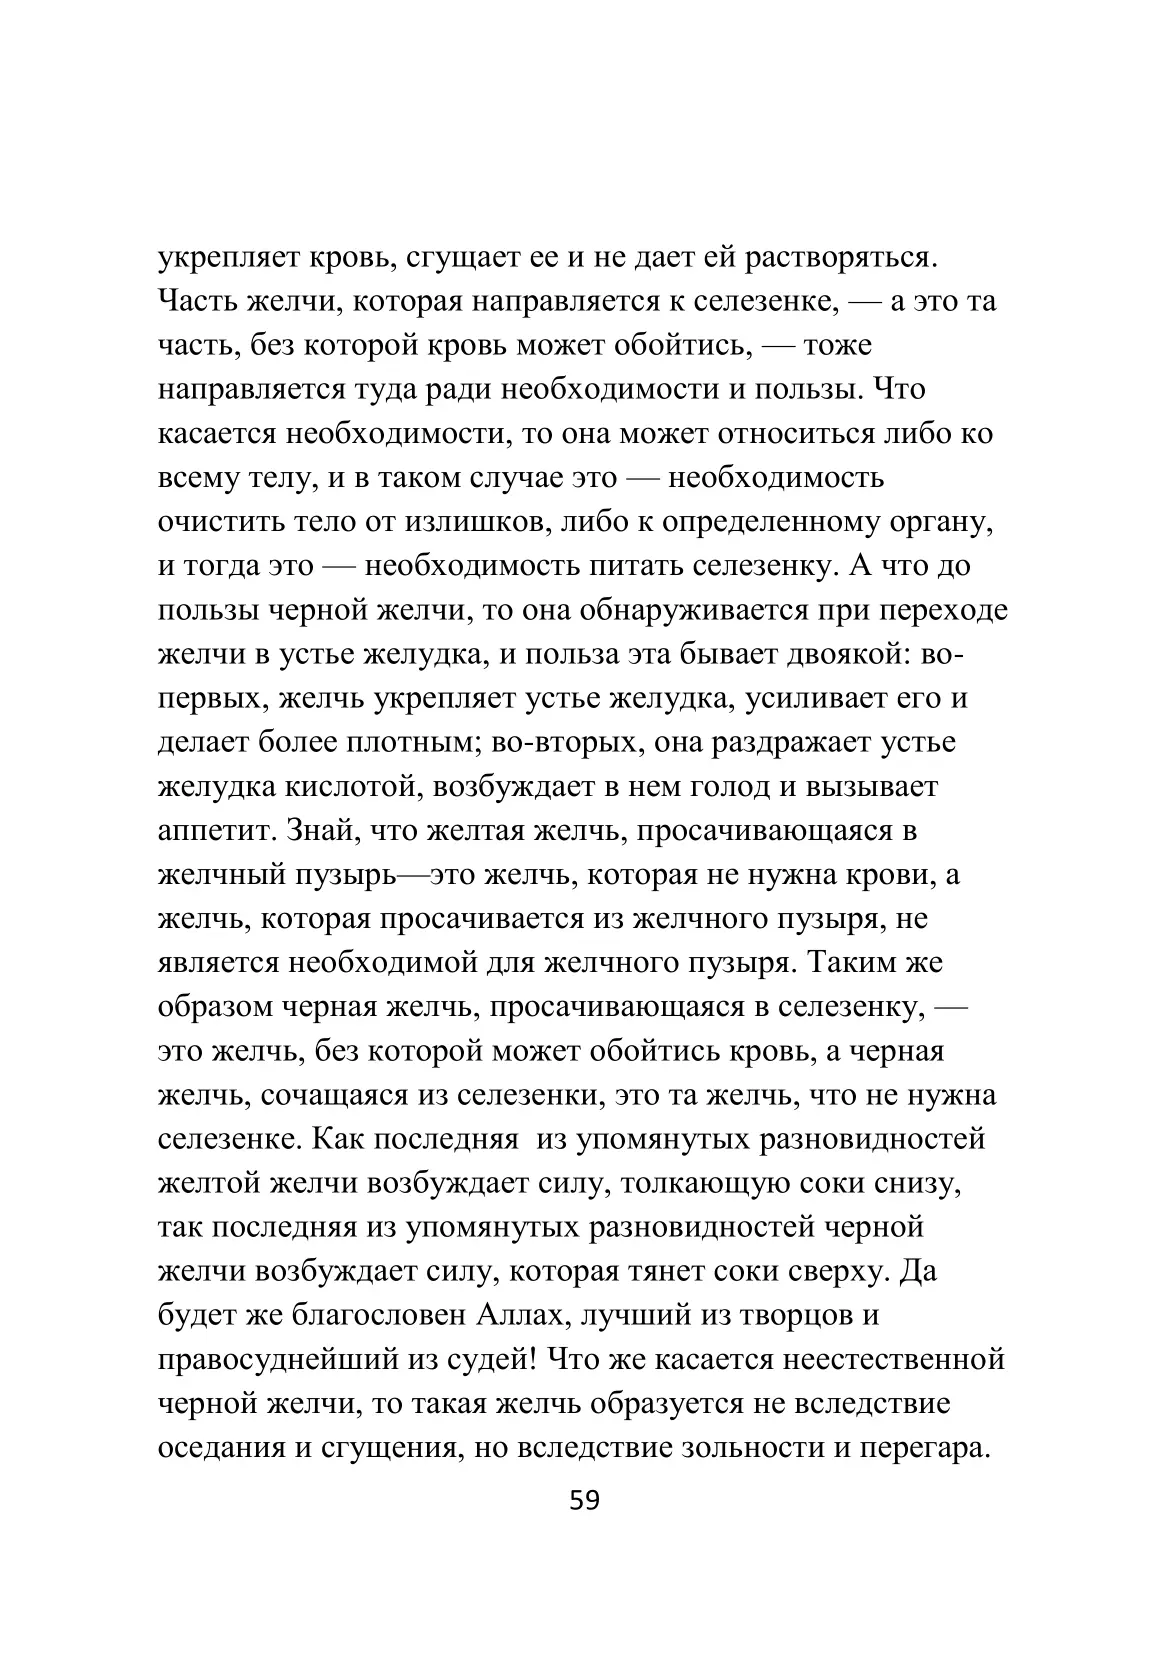 укрепляет кровь, сгущает ее и не дает ей растворяться.
Часть желчи, которая направляется к селезенке, — а это та
часть, без которой кровь может обойтись, — тоже
направляется туда ради необходимости и пользы. Что
касается необходимости, то она может относиться либо ко
всему телу, и в таком случае это — необходимость
очистить тело от излишков, либо к определенному органу,
и тогда это — необходимость питать селезенку. А что до
пользы черной желчи, то она обнаруживается при переходе
желчи в устье желудка, и польза эта бывает двоякой: во-
первых, желчь укрепляет устье желудка, усиливает его и
делает более плотным; во-вторых, она раздражает устье
желудка кислотой, возбуждает в нем голод и вызывает
аппетит. Знай, что желтая желчь, просачивающаяся в
желчный пузырь—это желчь, которая не нужна крови, а
желчь, которая просачивается из желчного пузыря, не
является необходимой для желчного пузыря. Таким же
образом черная желчь, просачивающаяся в селезенку, —
это желчь, без которой может обойтись кровь, а черная
желчь, сочащаяся из селезенки, это та желчь, что не нужна
селезенке. Как последняя  из упомянутых разновидностей
желтой желчи возбуждает силу, толкающую соки снизу,
так последняя из упомянутых разновидностей черной
желчи возбуждает силу, которая тянет соки сверху. Да
будет же благословен Аллах, лучший из творцов и
правосуднейший из судей! Что же касается неестественной
черной желчи, то такая желчь образуется не вследствие
оседания и сгущения, но вследствие зольности и перегара.
59